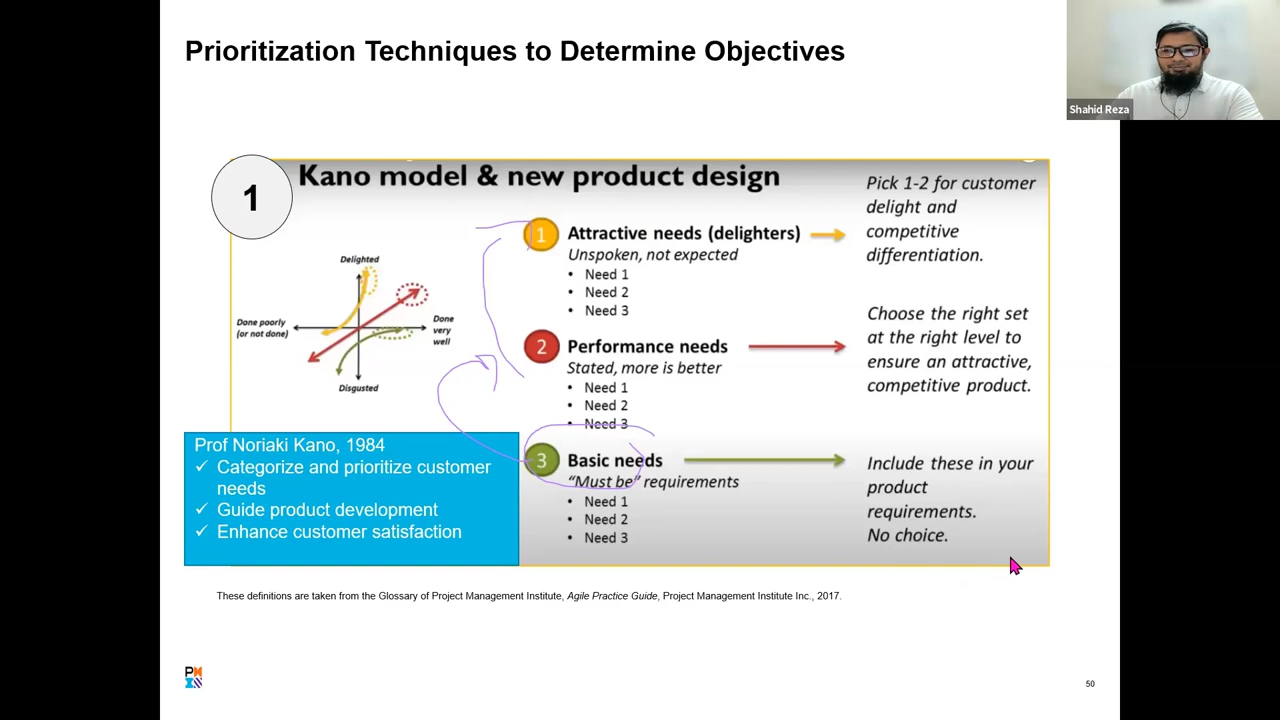 Prioritization Techniques to Determine Objectives
Shahid Reza
1
Kano model & new product design
Delighted
Done poorly
(or not done)
Done
very
well
Disgusted
1 Attractive needs (delighters)
Unspoken, not expected
• Need 1
• Need 2
• Need 3
Pick 1-2 for customer
delight and
competitive
differentiation.
2 Performance needs
Stated, more is better
• Need 1
• Need 2
• Need 3
Choose the right set
at the right level to
ensure an attractive,
competitive product.
3 Basic needs
"Must be" requirements
• Need 1
• Need 2
• Need 3
Include these in your
product
requirements.
No choice.
Prof Noriaki Kano, 1984
✓ Categorize and prioritize customer
needs
✓ Guide product development
✓ Enhance customer satisfaction
These definitions are taken from the Glossary of Project Management Institute, Agile Practice Guide, Project Management Institute Inc., 2017.
50